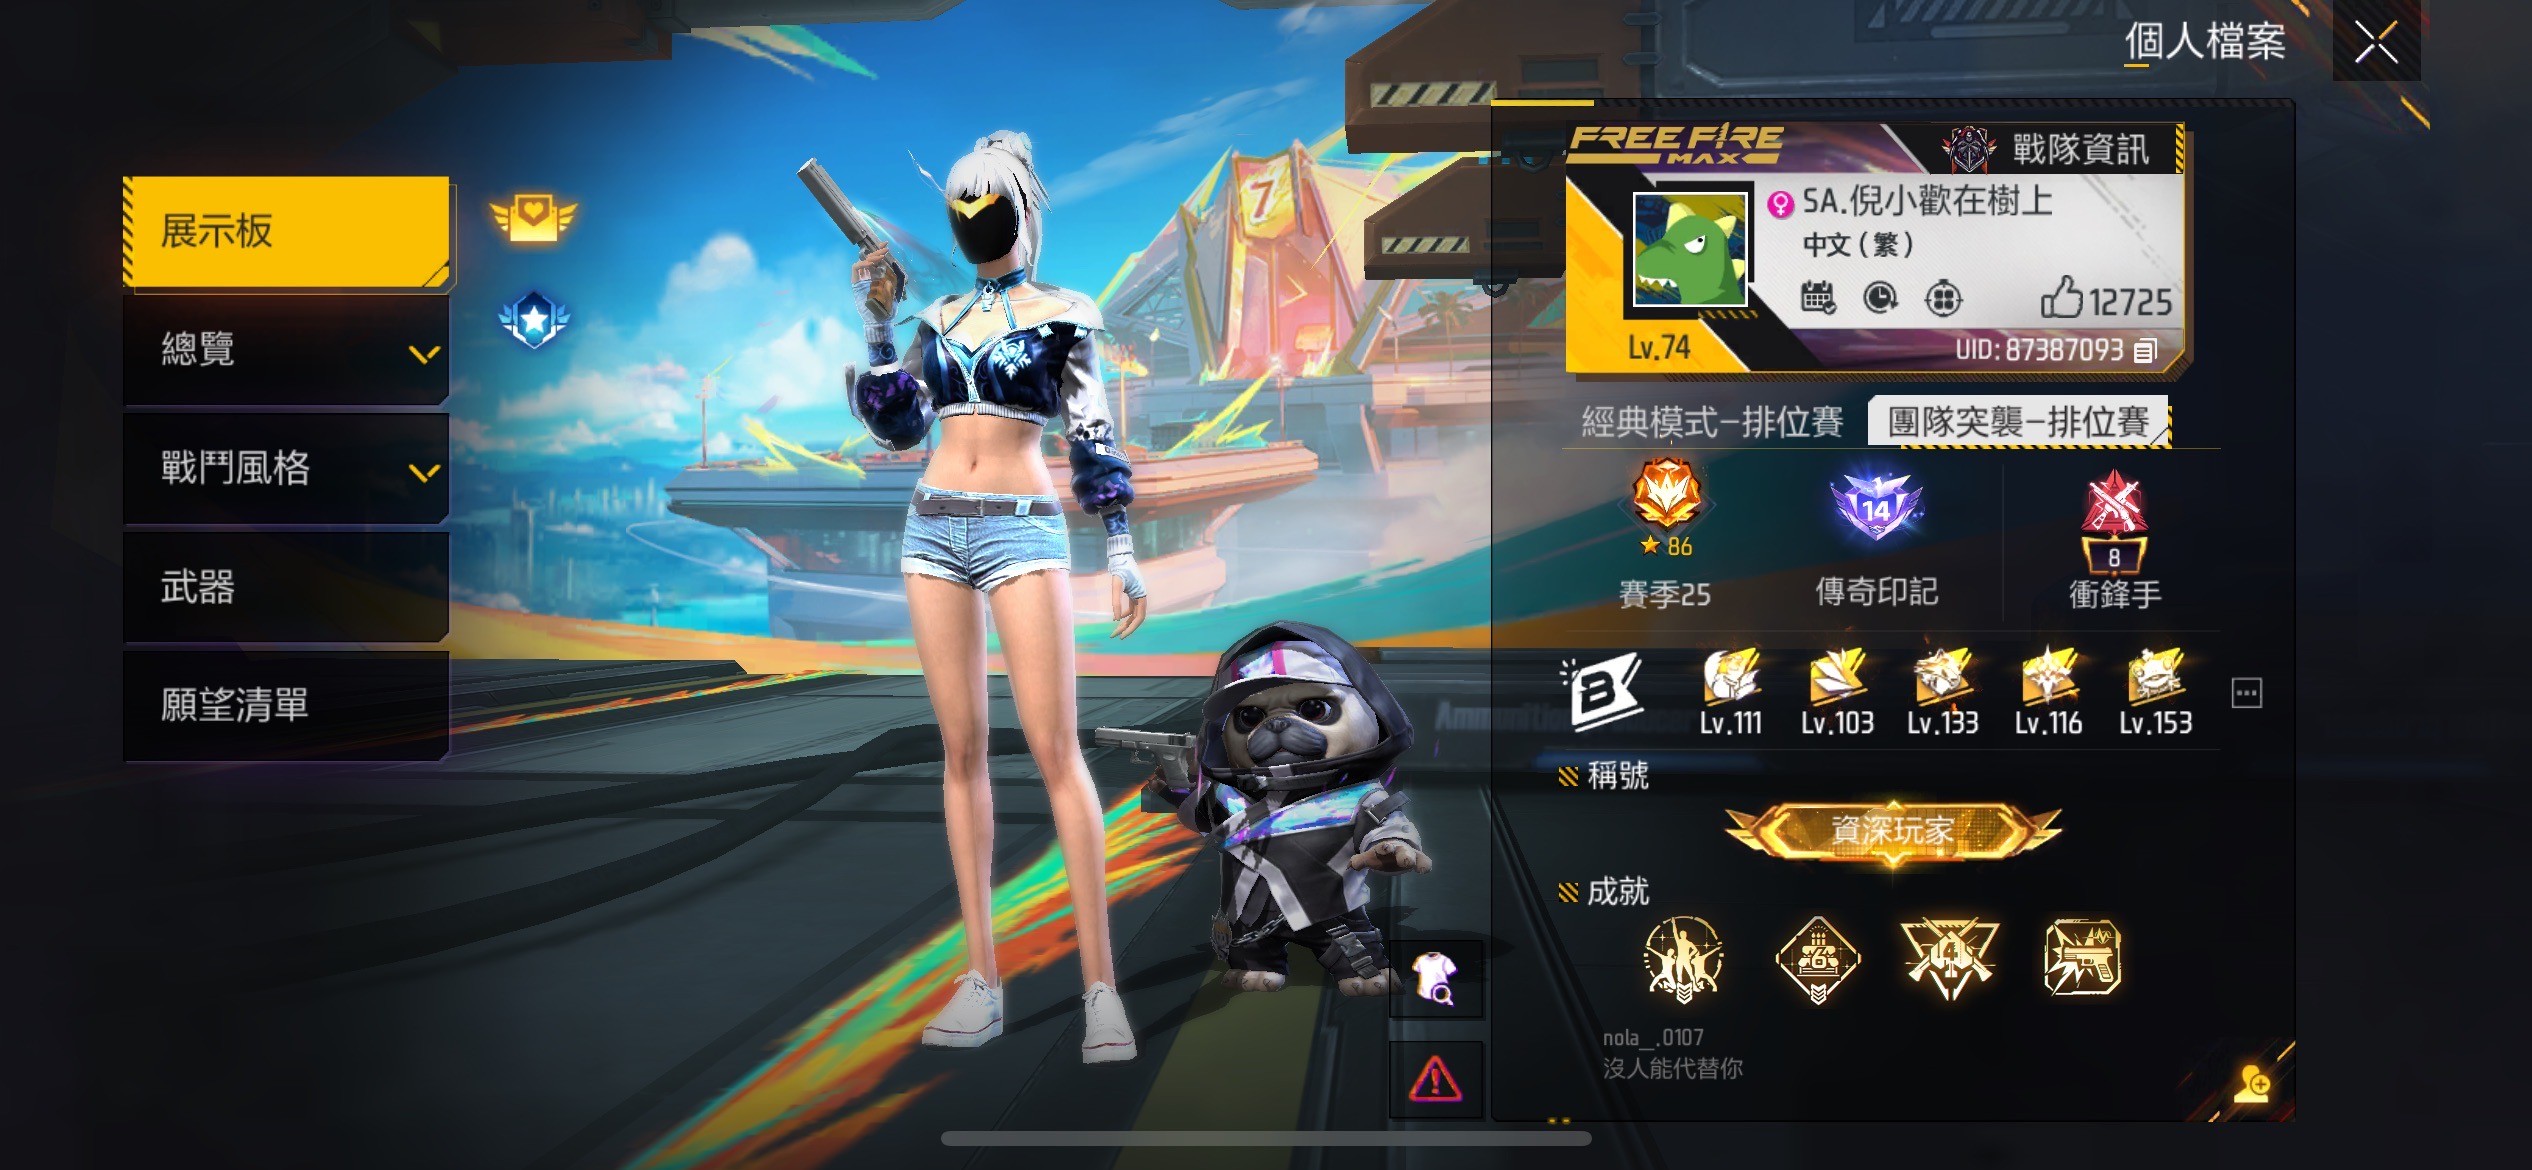 個人檔案
展示板
總覽
戰鬥風格
武器
願望清單
7
FREE FIRE
MAX
戰隊資訊
SA.倪小歡在樹上
中文（繁）
12725
Lv.74
UID: 87387093
經典模式-排位賽
團隊突襲-排位賽
86
賽季25
14
傳奇印記
8
衝鋒手
Lv.111
Lv.103
Lv.133
Lv.116
Lv.153
稱號
資深玩家
成就
6
4
nola_.0107
沒人能代替你